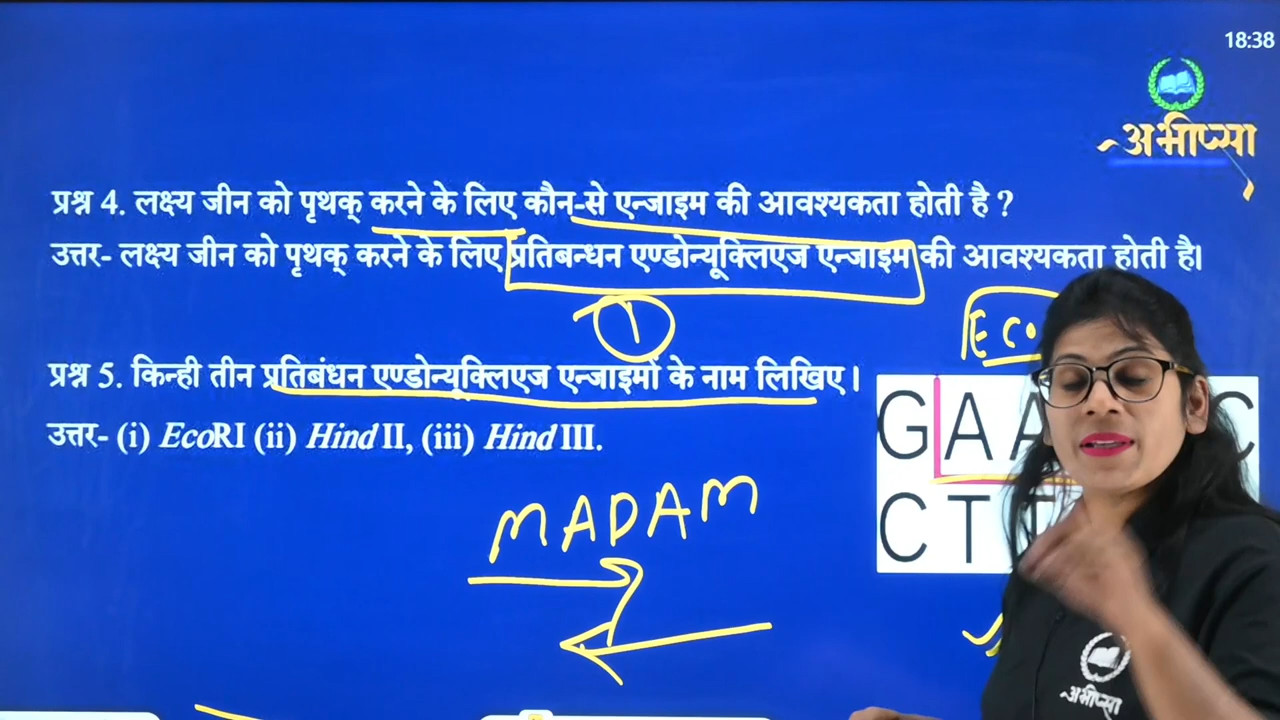 18:38
अभीप्सा
प्रश्न 4. लक्ष्य जीन को पृथक् करने के लिए कौन-से एन्जाइम की आवश्यकता होती है ?
उत्तर- लक्ष्य जीन को पृथक् करने के लिए प्रतिबन्धन एण्डोन्यूक्लिएज एन्जाइम की आवश्यकता होती है।
1
Eco
प्रश्न 5. किन्ही तीन प्रतिबंधन एण्डोन्यूक्लिएज एन्जाइमों के नाम लिखिए।
उत्तर- (i) EcoRI (ii) Hind II, (iii) Hind III.
GAA C
CTT
MADAM
अभीप्सा